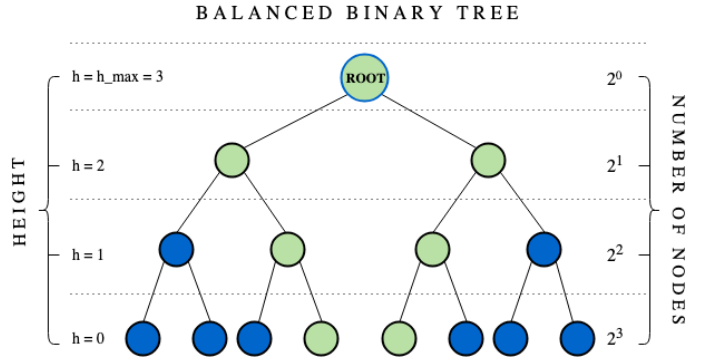 BALANCED BINARY TREE
h = h_max = 3
ROOT
2⁰
h = 2
2¹
HEIGHT
NUMBER OF NODES
h = 1
2²
h = 0
2³